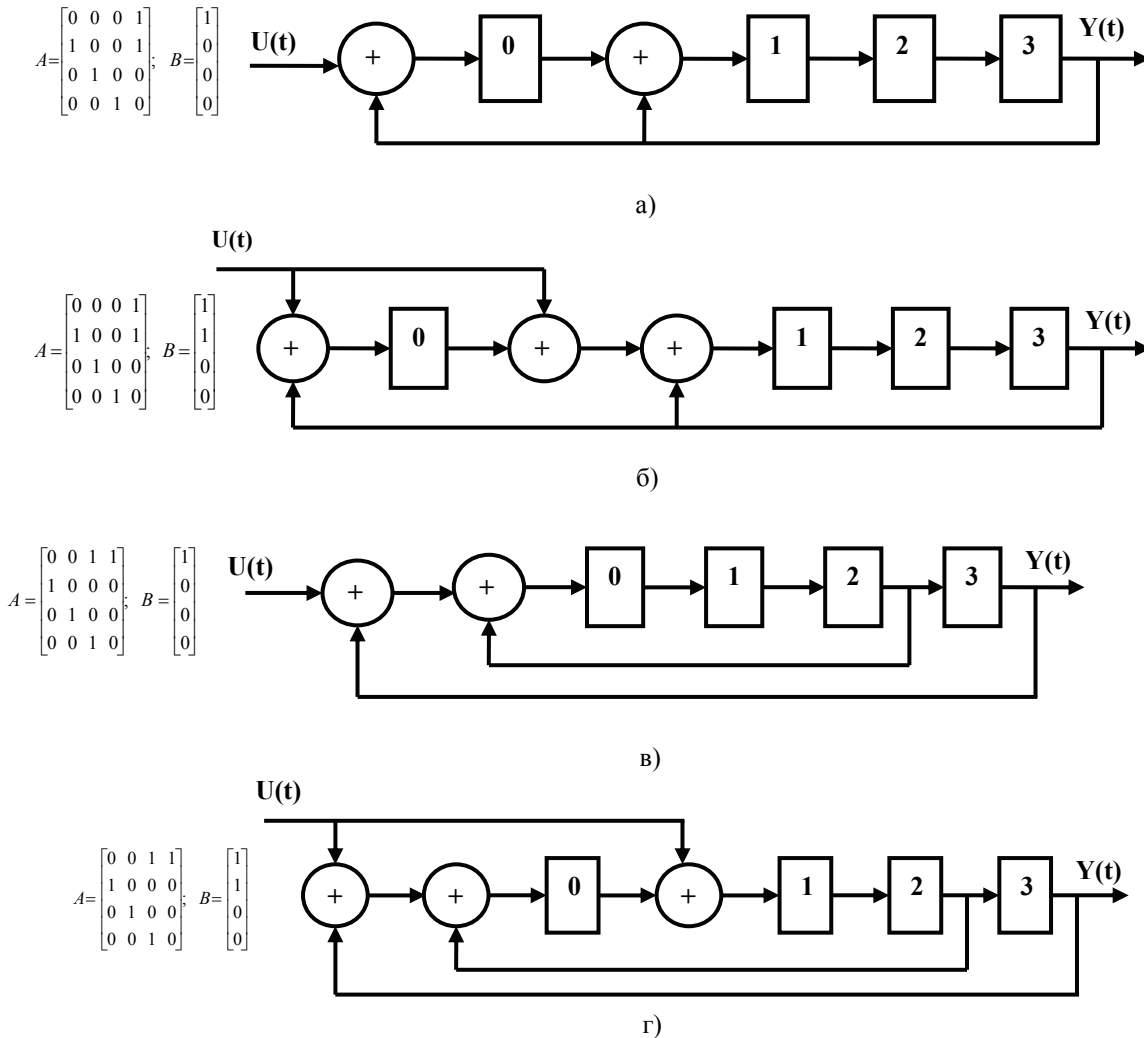 A = [0 0 0 1; 1 0 0 1; 0 1 0 0; 0 0 1 0]; B = [1; 0; 0; 0]
U(t) + 0 + 1 2 3 Y(t)
а)
U(t)
A = [0 0 0 1; 1 0 0 1; 0 1 0 0; 0 0 1 0]; B = [1; 1; 0; 0]
+ 0 + + 1 2 3 Y(t)
б)
A = [0 0 1 1; 1 0 0 0; 0 1 0 0; 0 0 1 0]; B = [1; 0; 0; 0]
U(t) + + 0 1 2 3 Y(t)
в)
U(t)
A = [0 0 1 1; 1 0 0 0; 0 1 0 0; 0 0 1 0]; B = [1; 1; 0; 0]
+ + 0 + 1 2 3 Y(t)
г)